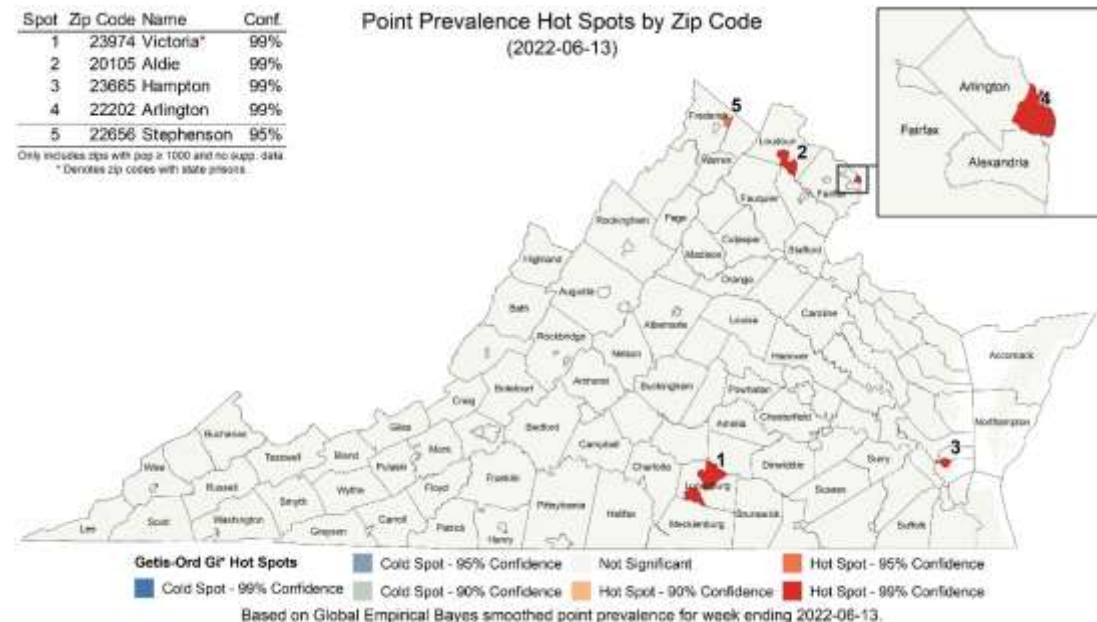 Point Prevalence Hot Spots by Zip Code
(2022-06-13)
Spot Zip Code Name Conf.
1 23974 Victoria* 99%
2 20105 Aldie 99%
3 23665 Hampton 99%
4 22202 Arlington 99%
5 22656 Stephenson 95%
Only includes zips with pop ≥ 1000 and no supp. data
* Denotes zip codes with state prisons.
Arlington
4
Fairfax
Alexandria
5
Frederick
Loudoun
2
Warren
Fairfax
Fauquier
Rockingham
Page
Culpeper
Stafford
Madison
Highland
Orange
Augusta
Bath
Louisa
Caroline
Albemarle
Rockbridge
Nelson
Hanover
Accomack
Amherst
Buckingham
Botetourt
Powhatan
Craig
Northampton
Amelia
Chesterfield
Giles
Bedford
Buchanan
Campbell
1
3
Tazewell
Bland
Mont.
Charlotte
Dinwiddie
Surry
Wise
Pulaski
Russell
Wythe
Floyd
Franklin
Lunenburg
Smyth
Sussex
Pittsylvania
Halifax
Brunswick
Lee
Scott
Washington
Grayson
Carroll
Patrick
Henry
Mecklenburg
Suffolk
Getis-Ord Gi* Hot Spots
Cold Spot - 95% Confidence
Not Significant
Hot Spot - 95% Confidence
Cold Spot - 99% Confidence
Cold Spot - 90% Confidence
Hot Spot - 90% Confidence
Hot Spot - 99% Confidence
Based on Global Empirical Bayes smoothed point prevalence for week ending 2022-06-13.